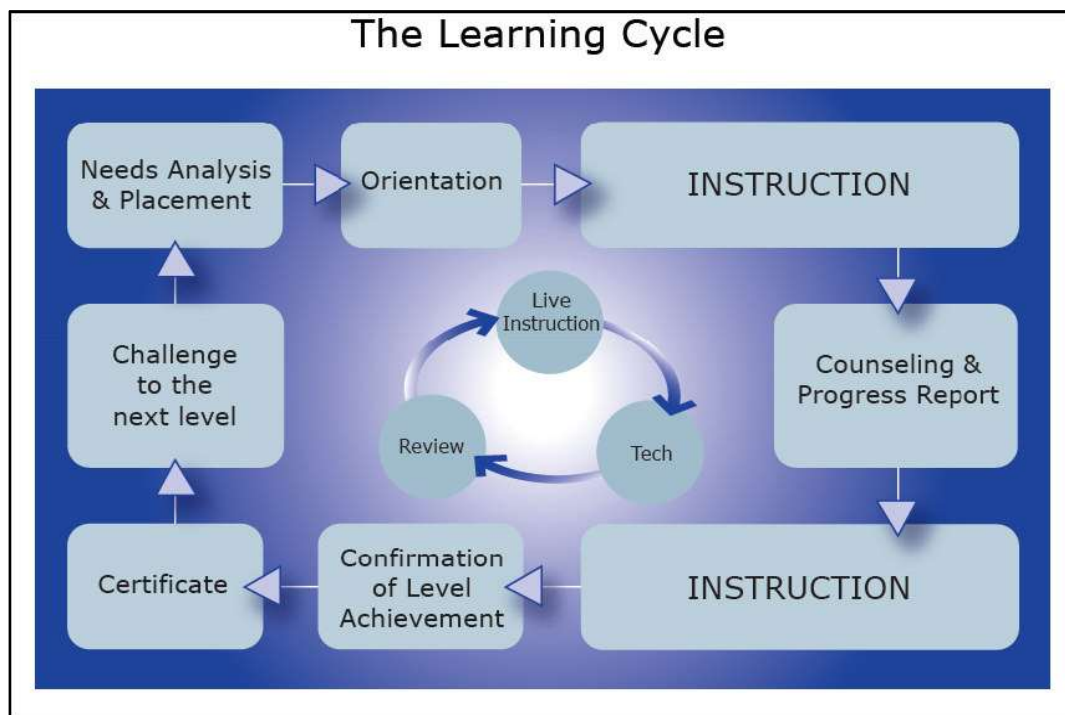 The Learning Cycle
Needs Analysis
& Placement
Orientation
INSTRUCTION
Counseling &
Progress Report
INSTRUCTION
Confirmation
of Level
Achievement
Certificate
Challenge
to the
next level
Live
Instruction
Tech
Review